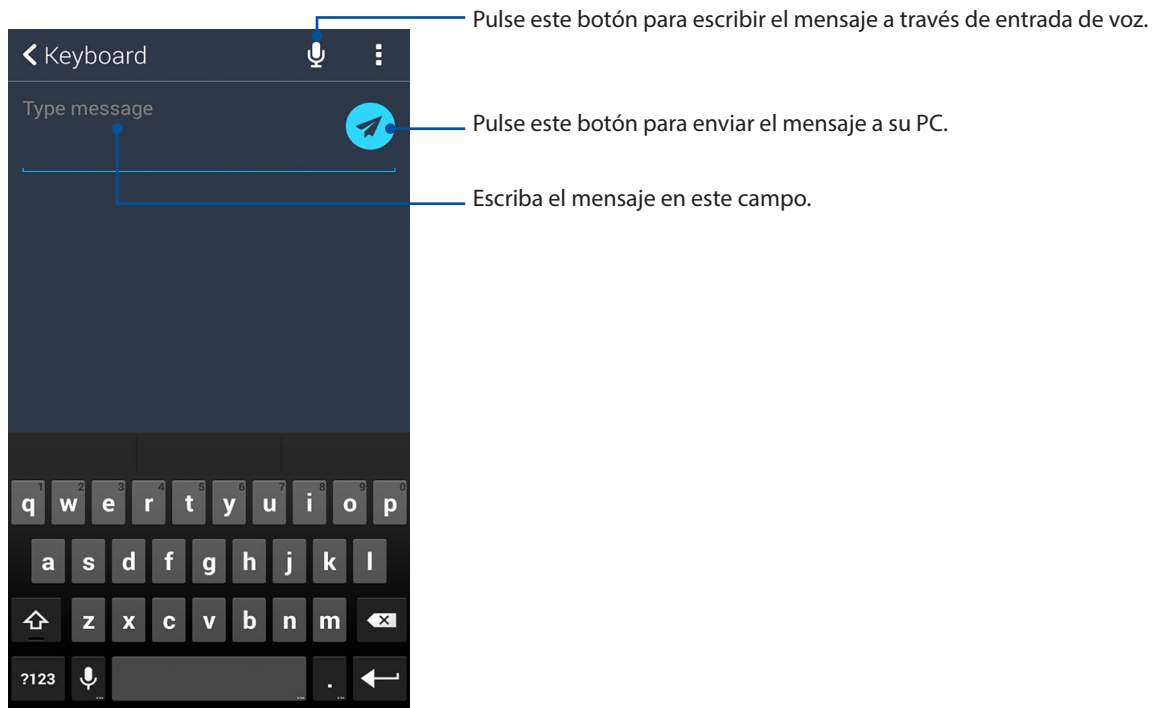 Pulse este botón para escribir el mensaje a través de entrada de voz.
Keyboard
Type message
Pulse este botón para enviar el mensaje a su PC.
Escriba el mensaje en este campo.
1 2 3 4 5 6 7 8 9 0
q w e r t y u i o p
a s d f g h j k l
z x c v b n m
?123 ... ... . ...